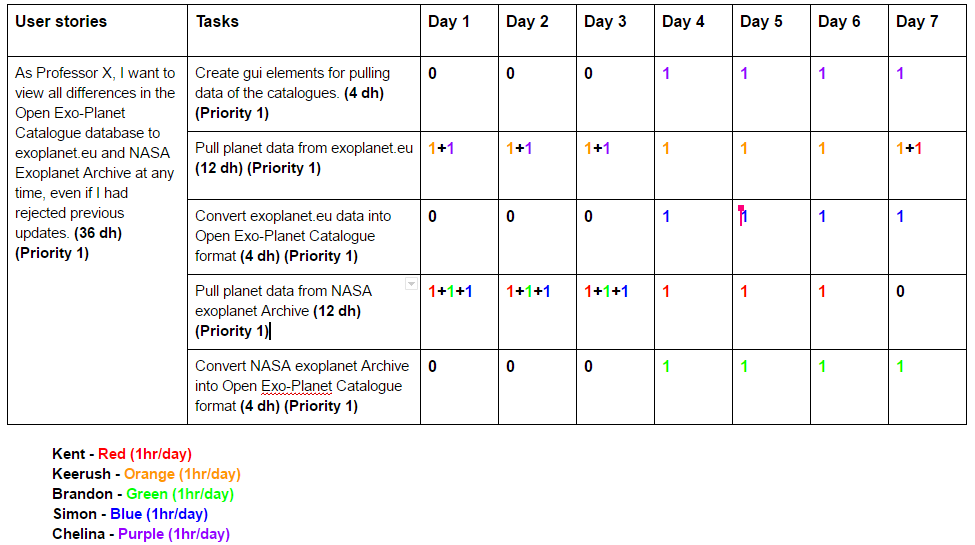 User stories Tasks Day 1 Day 2 Day 3 Day 4 Day 5 Day 6 Day 7
As Professor X, I want to
view all differences in the
Open Exo-Planet
Catalogue database to
exoplanet.eu and NASA
Exoplanet Archive at any
time, even if I had
rejected previous
updates. (36 dh)
(Priority 1)
Create gui elements for pulling
data of the catalogues. (4 dh)
(Priority 1)
0 0 0 1 1 1 1
Pull planet data from exoplanet.eu
(12 dh) (Priority 1)
1+1 1+1 1+1 1 1 1 1+1
Convert exoplanet.eu data into
Open Exo-Planet Catalogue
format (4 dh) (Priority 1)
0 0 0 1 1 1 1
Pull planet data from NASA
exoplanet Archive (12 dh)
(Priority 1)
1+1+1 1+1+1 1+1+1 1 1 1 0
Convert NASA exoplanet Archive
into Open Exo-Planet Catalogue
format (4 dh) (Priority 1)
0 0 0 1 1 1 1
Kent - Red (1hr/day)
Keerush - Orange (1hr/day)
Brandon - Green (1hr/day)
Simon - Blue (1hr/day)
Chelina - Purple (1hr/day)